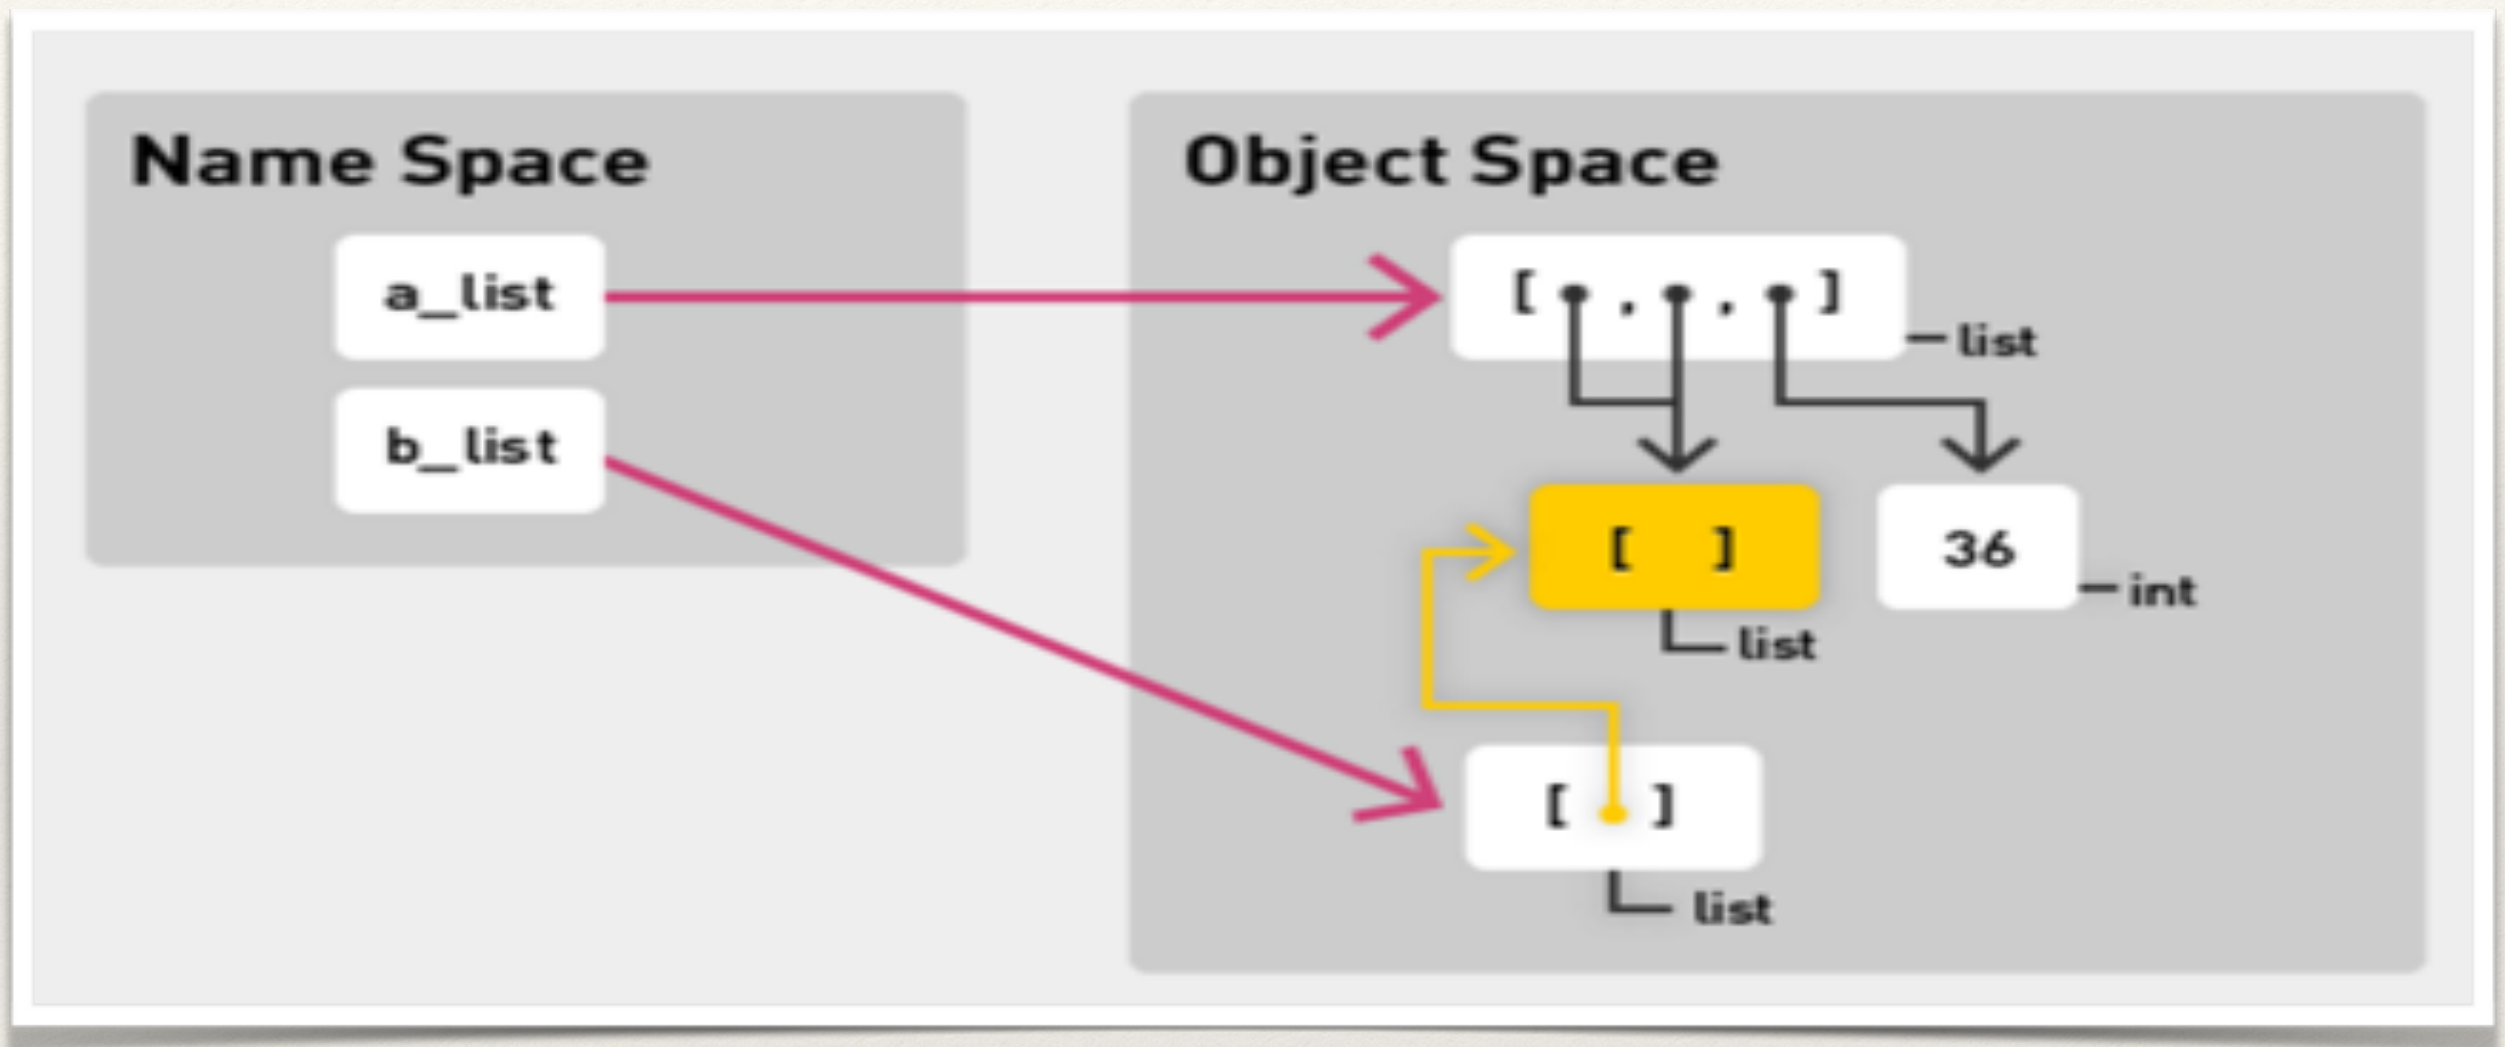 Name Space
a_list
b_list
Object Space
[ , , ]
list
[ ]
list
36
int
[ ]
list